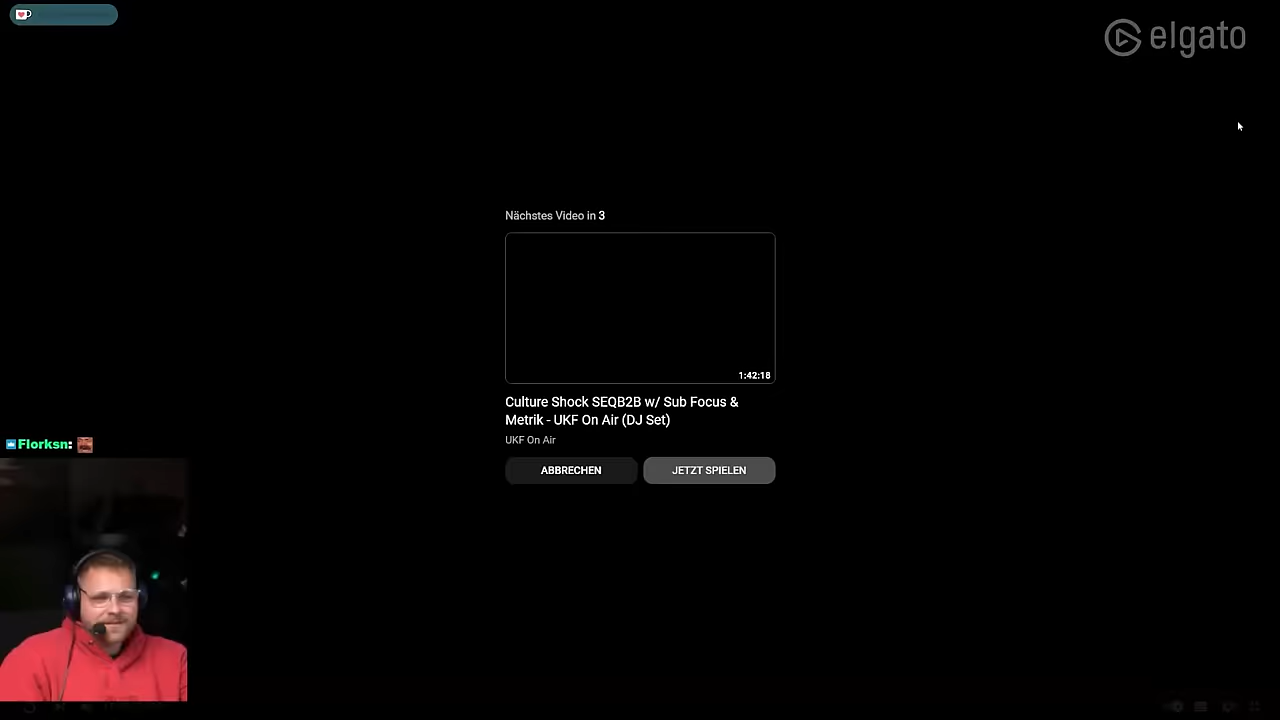 elgato
Nächstes Video in 3
1:42:18
Culture Shock SEQB2B w/ Sub Focus &
Metrik - UKF On Air (DJ Set)
UKF On Air
ABBRECHEN
JETZT SPIELEN
Florksn: